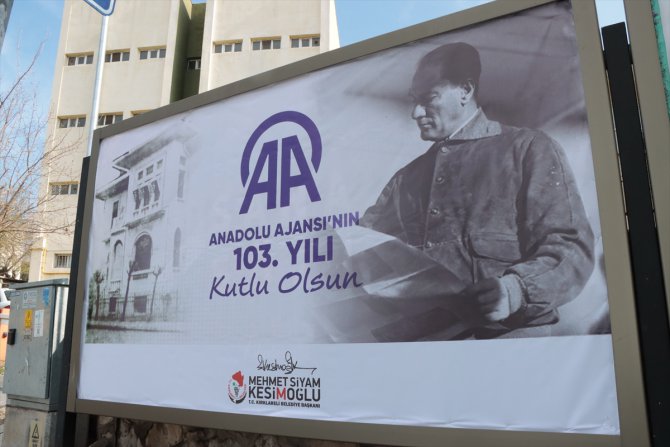 AA
ANADOLU AJANSI'NIN
103. YILI
Kutlu Olsun
MEHMET SİYAM
KESİMOĞLU
T.C. KIRKLARELİ BELEDİYE BAŞKANI